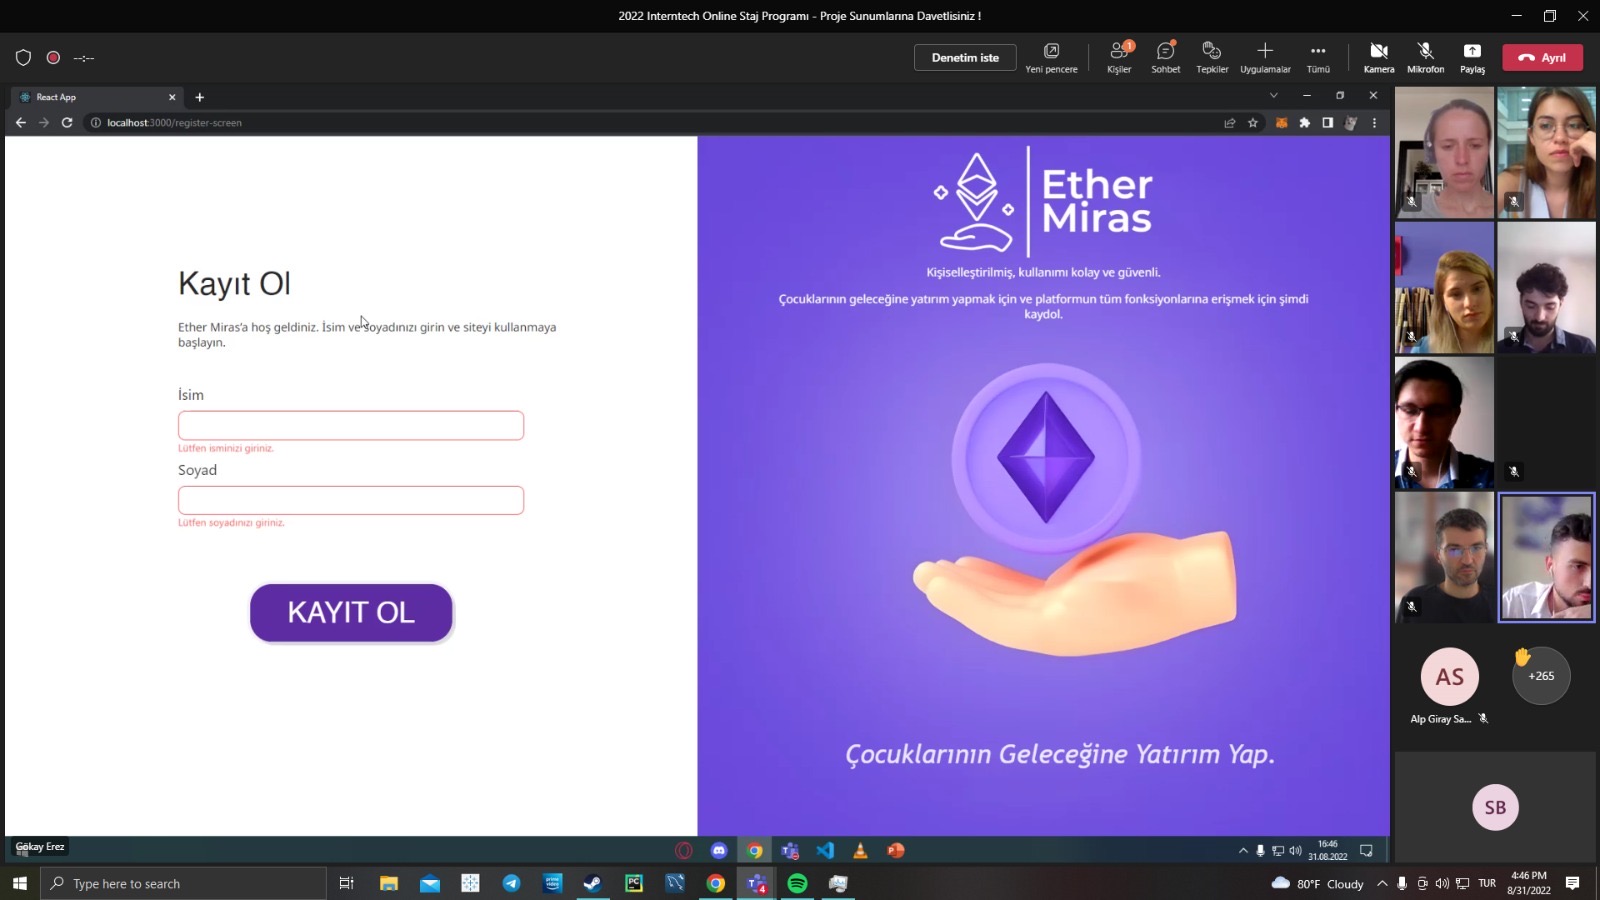 2022 Interntech Online Staj Programı - Proje Sunumlarına Davetlisiniz !
--:--
Denetim iste
Yeni pencere
1
Kişiler
Sohbet
Tepkiler
Uygulamalar
Tümü
Kamera
Mikrofon
Paylaş
Ayrıl
React App
localhost:3000/register-screen
Kayıt Ol
Ether Miras'a hoş geldiniz. İsim ve soyadınızı girin ve siteyi kullanmaya
başlayın.
İsim
Lütfen isminizi giriniz.
Soyad
Lütfen soyadınızı giriniz.
KAYIT OL
Ether
Miras
Kişiselleştirilmiş, kullanımı kolay ve güvenli.
Çocuklarının geleceğine yatırım yapmak için ve platformun tüm fonksiyonlarına erişmek için şimdi
kaydol.
Çocuklarının Geleceğine Yatırım Yap.
AS
+265
Alp Giray Sa...
SB
Gökay Erez
16:46
31.08.2022
Type here to search
prime video
PC
4
80°F Cloudy
TUR
4:46 PM
8/31/2022